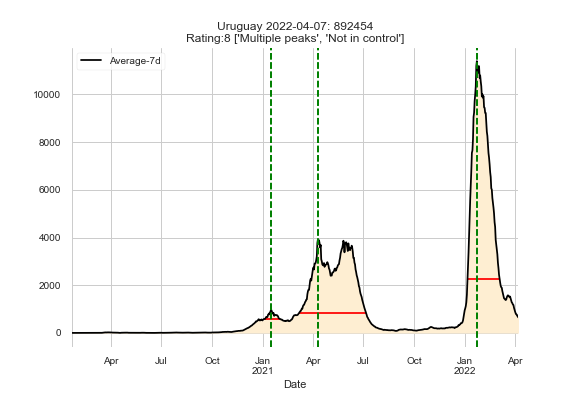 Uruguay 2022-04-07: 892454
Rating:8 ['Multiple peaks', 'Not in control']
Average-7d
10000
8000
6000
4000
2000
0
Apr Jul Oct Jan Apr Jul Oct Jan Apr
2021 2022
Date